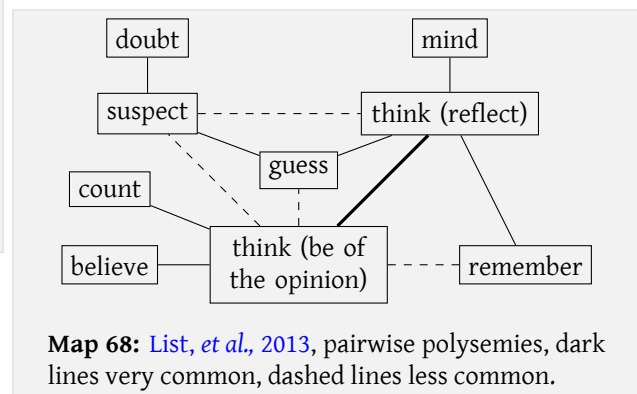 doubt
mind
suspect
think (reflect)
guess
count
think (be of
the opinion)
believe
remember
Map 68: List, et al., 2013, pairwise polysemies, dark
lines very common, dashed lines less common.